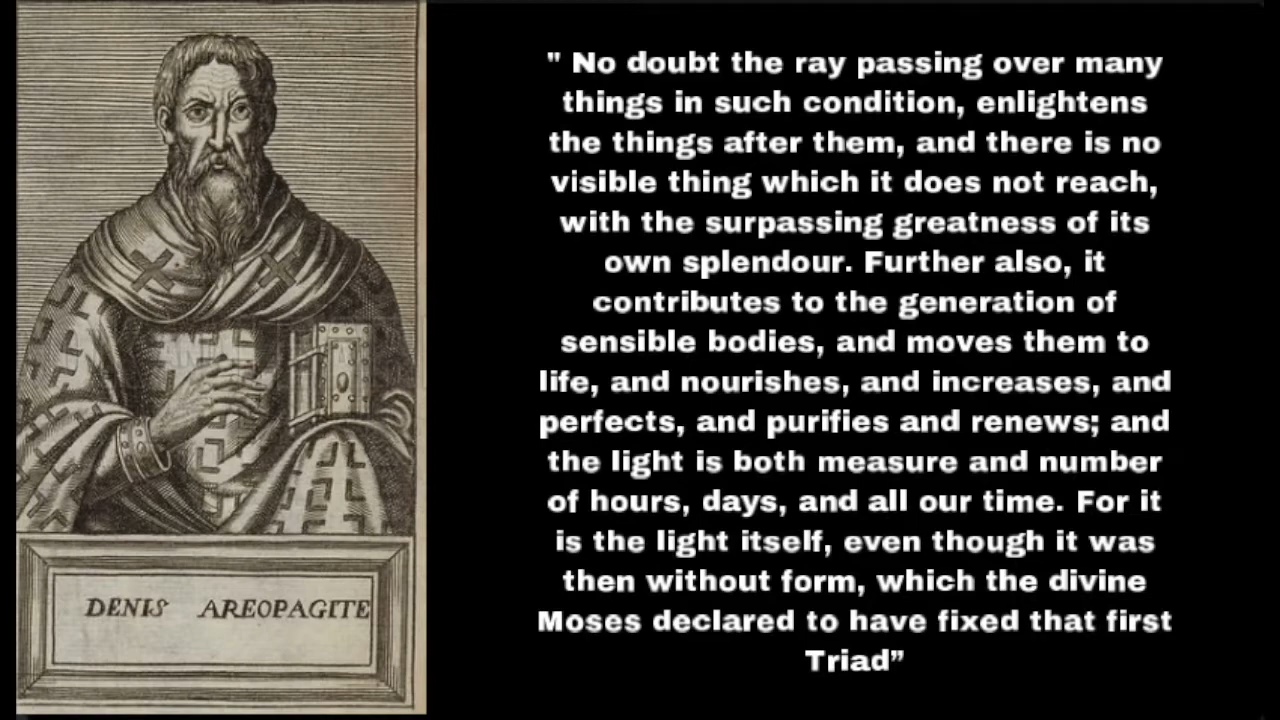 " No doubt the ray passing over many
things in such condition, enlightens
the things after them, and there is no
visible thing which it does not reach,
with the surpassing greatness of its
own splendour. Further also, it
contributes to the generation of
sensible bodies, and moves them to
life, and nourishes, and increases, and
perfects, and purifies and renews; and
the light is both measure and number
of hours, days, and all our time. For it
is the light itself, even though it was
then without form, which the divine
Moses declared to have fixed that first
Triad”
DENIS AREOPAGITE